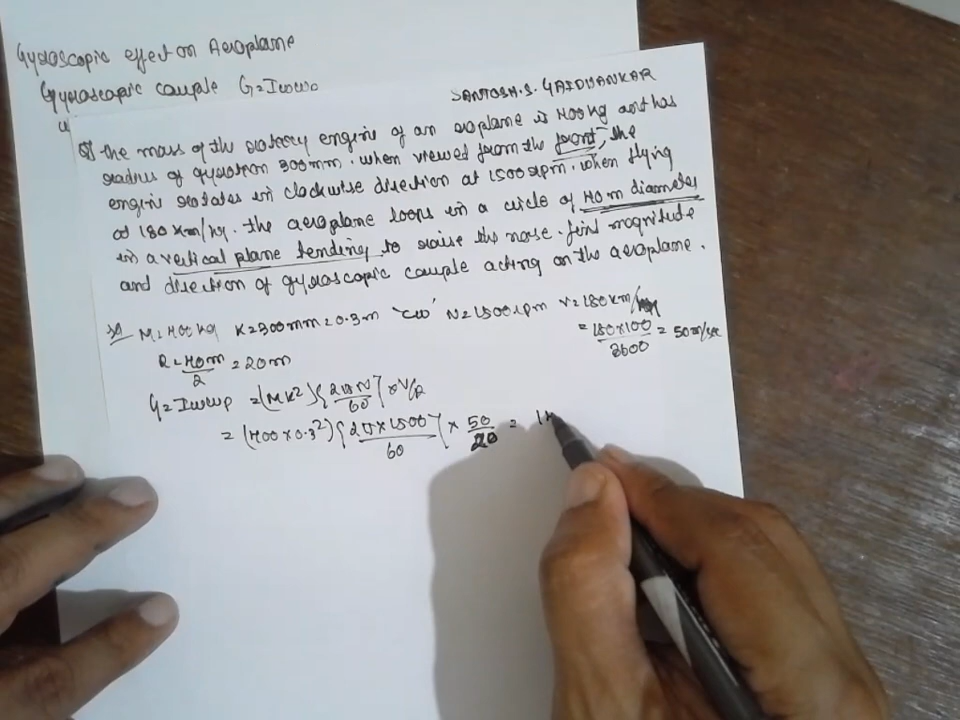 Gyroscopic effect on Aeroplane
Gyroscopic couple G=Iωωp
SANTOSH.S. GAIDHANKAR
Q) the mass of the rotary engine of an aeroplane is 400kg and has
radius of gyration 300mm. when viewed from the front, the
engine rotates in clockwise direction at 1500rpm. when flying
at 180 km/hr. the aeroplane loops in a circle of 40m diameter
in a vertical plane tending to raise the nose. find magnitude
and direction of gyroscopic couple acting on the aeroplane.
M=400kg K=300mm=0.3m 'cw' N=1500rpm V=180km/hr
= 180×100/3600 = 50m/sec
R=40m/2 = 20m
G=Iωωp = (MK²){2πN/60}×V/R
= (400×0.3²){2π×1500/60}×50/20 =